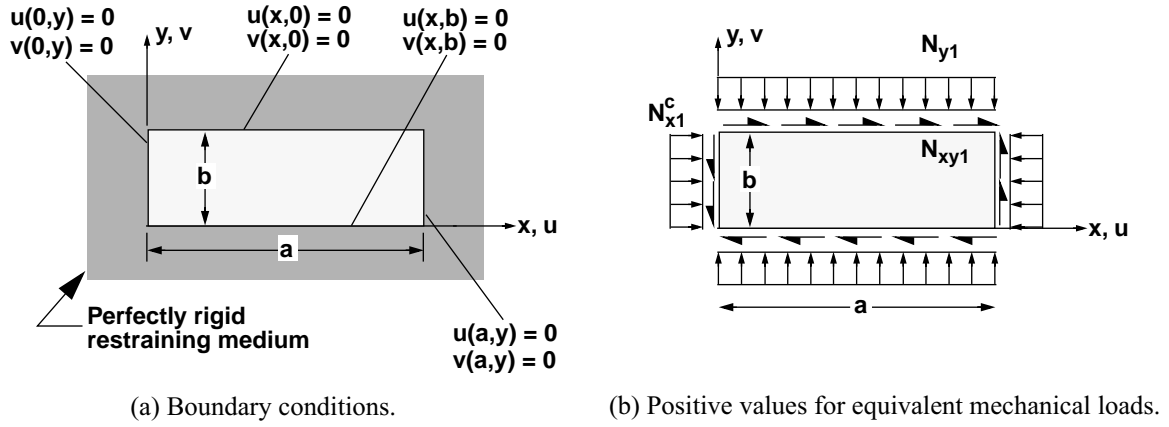 u(0,y) = 0
v(0,y) = 0
y, v
u(x,0) = 0
v(x,0) = 0
u(x,b) = 0
v(x,b) = 0
b
x, u
a
Perfectly rigid
restraining medium
u(a,y) = 0
v(a,y) = 0
(a) Boundary conditions.
y, v
N_y1
N^c_x1
N_xy1
b
x, u
a
(b) Positive values for equivalent mechanical loads.